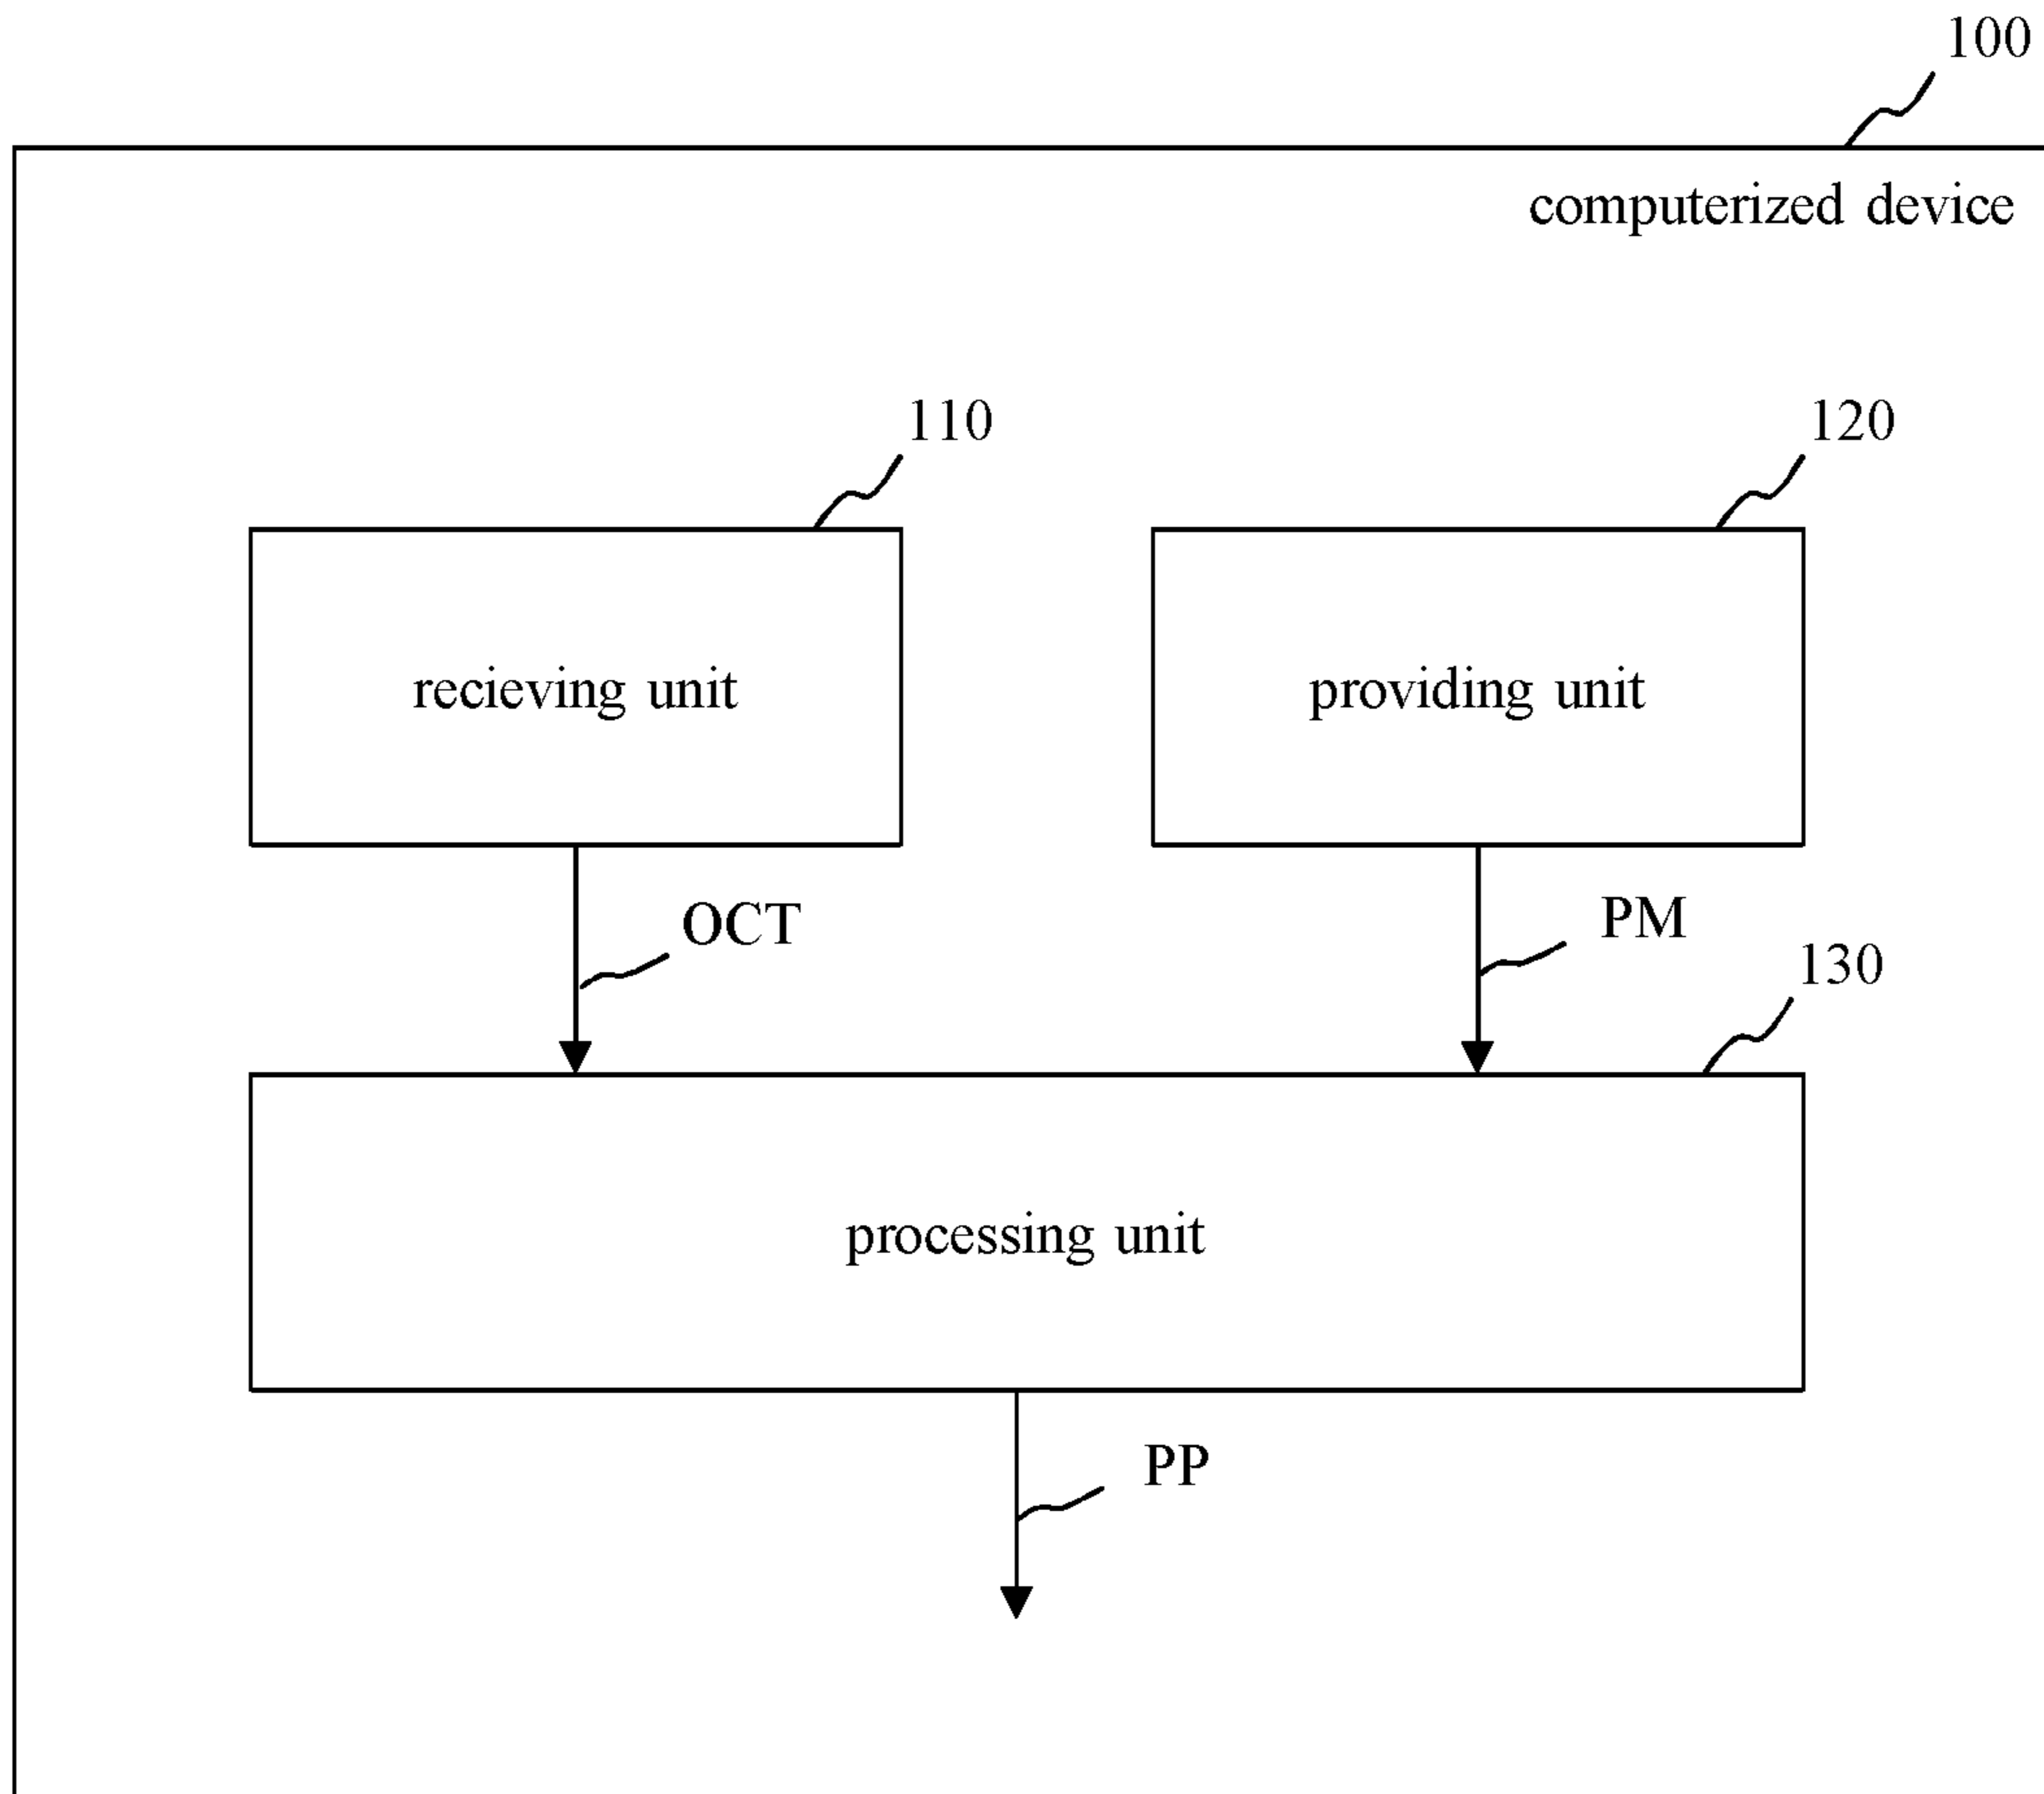 100
computerized device
110
120
recieving unit
providing unit
OCT
PM
130
processing unit
PP